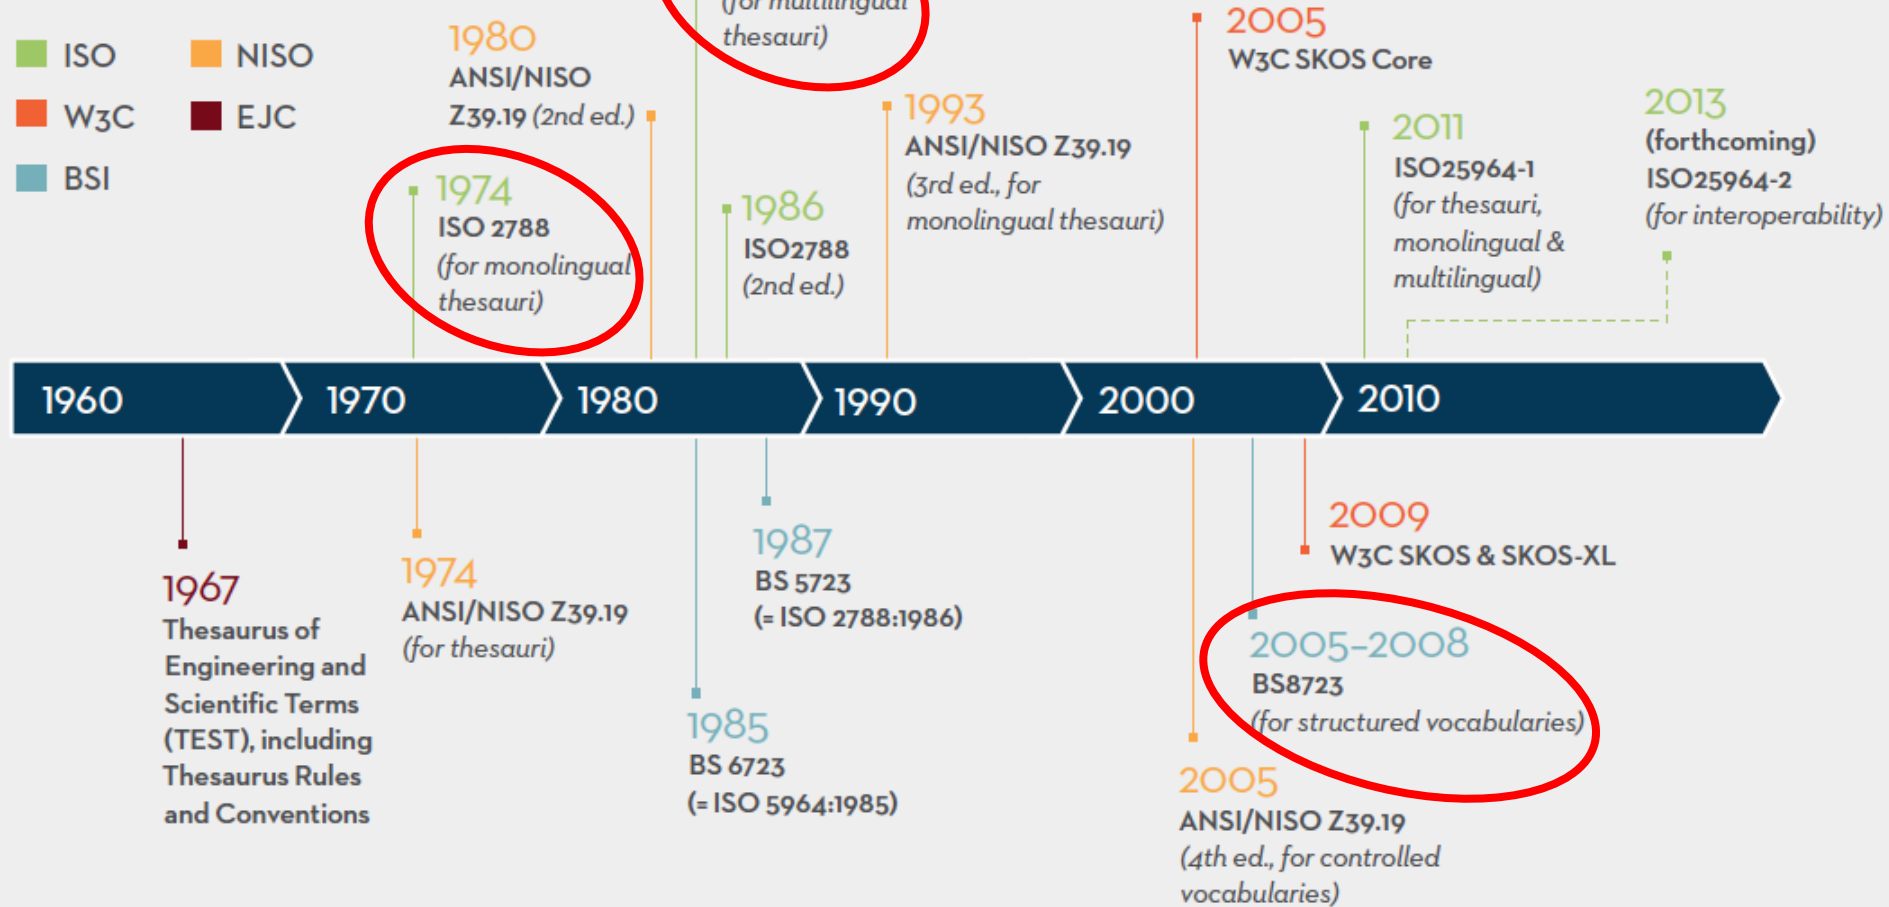 ISO
NISO
W3C
EJC
BSI
1980
ANSI/NISO
Z39.19 (2nd ed.)
(for multilingual
thesauri)
2005
W3C SKOS Core
1974
ISO 2788
(for monolingual
thesauri)
1986
ISO2788
(2nd ed.)
1993
ANSI/NISO Z39.19
(3rd ed., for
monolingual thesauri)
2011
ISO25964-1
(for thesauri,
monolingual &
multilingual)
2013
(forthcoming)
ISO25964-2
(for interoperability)
1960
1970
1980
1990
2000
2010
1967
Thesaurus of
Engineering and
Scientific Terms
(TEST), including
Thesaurus Rules
and Conventions
1974
ANSI/NISO Z39.19
(for thesauri)
1985
BS 6723
(= ISO 5964:1985)
1987
BS 5723
(= ISO 2788:1986)
2005
ANSI/NISO Z39.19
(4th ed., for controlled
vocabularies)
2005–2008
BS8723
(for structured vocabularies)
2009
W3C SKOS & SKOS-XL